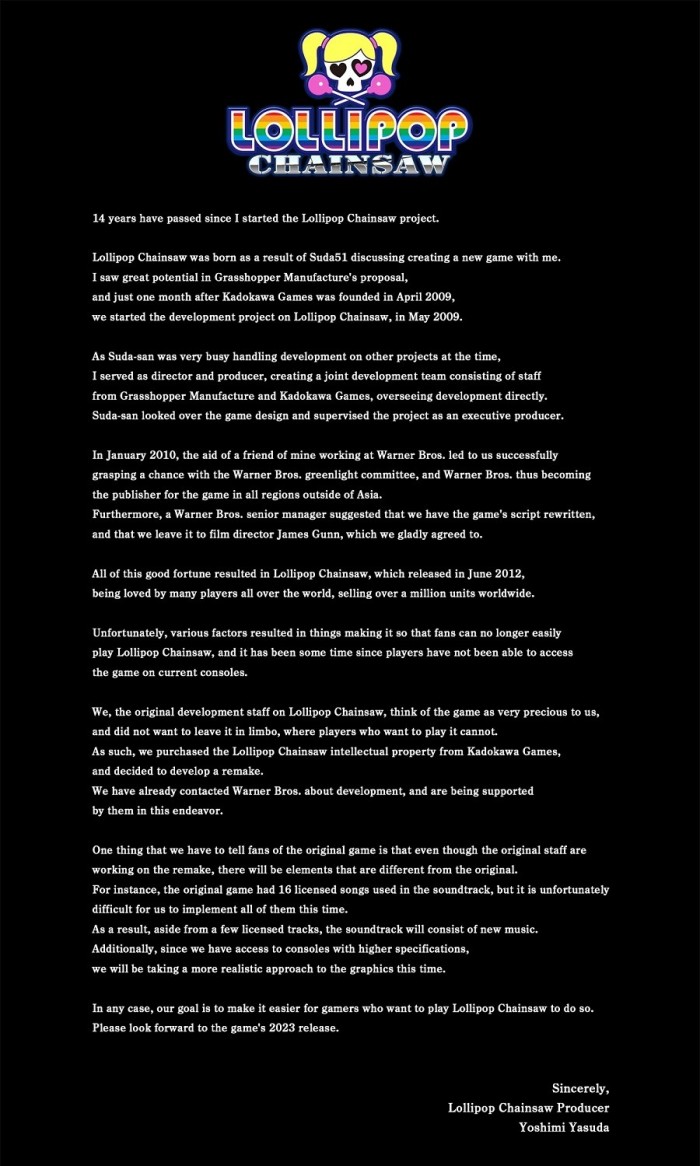 LOLLIPOP
CHAINSAW
14 years have passed since I started the Lollipop Chainsaw project.
Lollipop Chainsaw was born as a result of Suda51 discussing creating a new game with me.
I saw great potential in Grasshopper Manufacture's proposal,
and just one month after Kadokawa Games was founded in April 2009,
we started the development project on Lollipop Chainsaw, in May 2009.
As Suda-san was very busy handling development on other projects at the time,
I served as director and producer, creating a joint development team consisting of staff
from Grasshopper Manufacture and Kadokawa Games, overseeing development directly.
Suda-san looked over the game design and supervised the project as an executive producer.
In January 2010, the aid of a friend of mine working at Warner Bros. led to us successfully
grasping a chance with the Warner Bros. greenlight committee, and Warner Bros. thus becoming
the publisher for the game in all regions outside of Asia.
Furthermore, a Warner Bros. senior manager suggested that we have the game's script rewritten,
and that we leave it to film director James Gunn, which we gladly agreed to.
All of this good fortune resulted in Lollipop Chainsaw, which released in June 2012,
being loved by many players all over the world, selling over a million units worldwide.
Unfortunately, various factors resulted in things making it so that fans can no longer easily
play Lollipop Chainsaw, and it has been some time since players have not been able to access
the game on current consoles.
We, the original development staff on Lollipop Chainsaw, think of the game as very precious to us,
and did not want to leave it in limbo, where players who want to play it cannot.
As such, we purchased the Lollipop Chainsaw intellectual property from Kadokawa Games,
and decided to develop a remake.
We have already contacted Warner Bros. about development, and are being supported
by them in this endeavor.
One thing that we have to tell fans of the original game is that even though the original staff are
working on the remake, there will be elements that are different from the original.
For instance, the original game had 16 licensed songs used in the soundtrack, but it is unfortunately
difficult for us to implement all of them this time.
As a result, aside from a few licensed tracks, the soundtrack will consist of new music.
Additionally, since we have access to consoles with higher specifications,
we will be taking a more realistic approach to the graphics this time.
In any case, our goal is to make it easier for gamers who want to play Lollipop Chainsaw to do so.
Please look forward to the game's 2023 release.
Sincerely,
Lollipop Chainsaw Producer
Yoshimi Yasuda